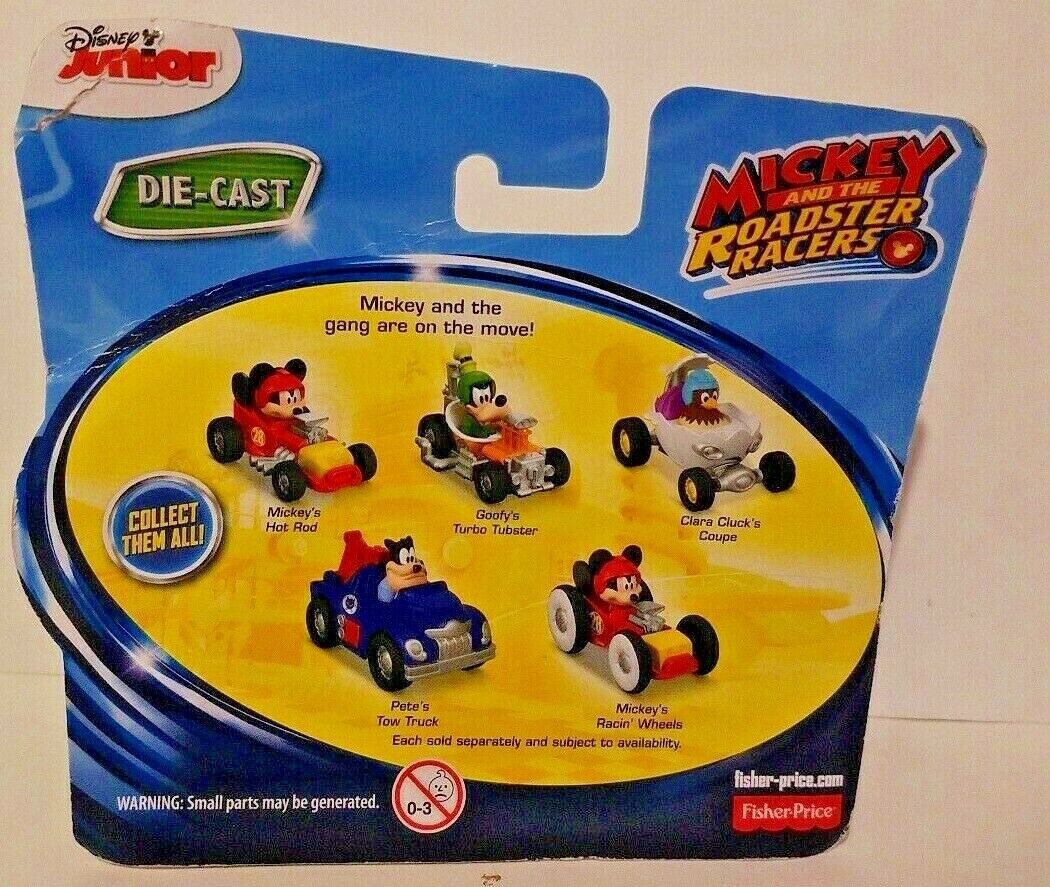 Disney
Junior
DIE-CAST
MICKEY
AND THE
ROADSTER
RACERS
Mickey and the
gang are on the move!
28
Mickey's
Hot Rod
Goofy's
Turbo Tubster
Clara Cluck's
Coupe
COLLECT
THEM ALL!
28
Pete's
Tow Truck
Mickey's
Racin' Wheels
Each sold separately and subject to availability.
WARNING: Small parts may be generated.
0-3
fisher-price.com
Fisher-Price